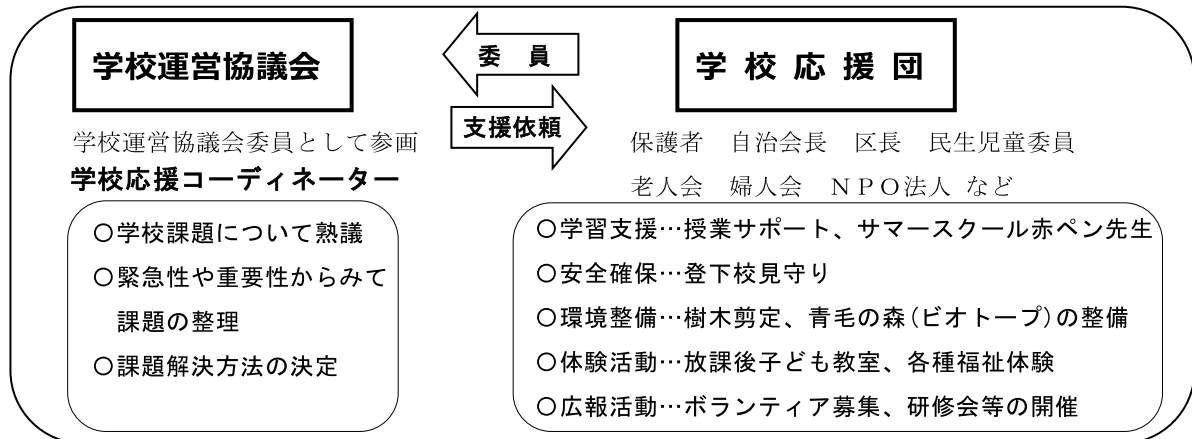 学校運営協議会
委 員
支援依頼
学 校 応 援 団
学校運営協議会委員として参画
学校応援コーディネーター
○学校課題について熟議
○緊急性や重要性からみて
課題の整理
○課題解決方法の決定
保護者 自治会長 区長 民生児童委員
老人会 婦人会 ＮＰＯ法人 など
○学習支援…授業サポート、サマースクール赤ペン先生
○安全確保…登下校見守り
○環境整備…樹木剪定、青毛の森(ビオトープ)の整備
○体験活動…放課後子ども教室、各種福祉体験
○広報活動…ボランティア募集、研修会等の開催